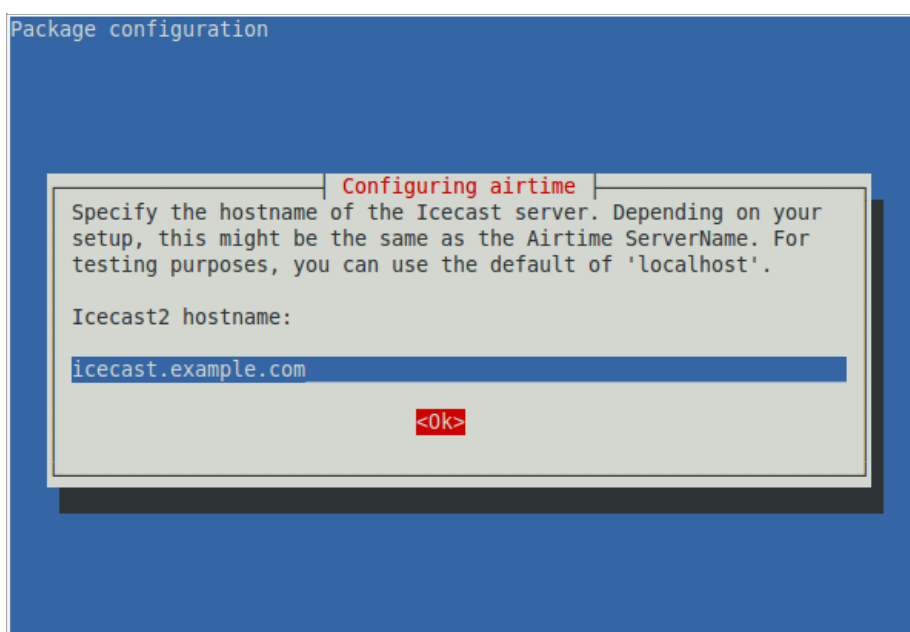 Package configuration
Configuring airtime
Specify the hostname of the Icecast server. Depending on your
setup, this might be the same as the Airtime ServerName. For
testing purposes, you can use the default of 'localhost'.
Icecast2 hostname:
icecast.example.com
<Ok>